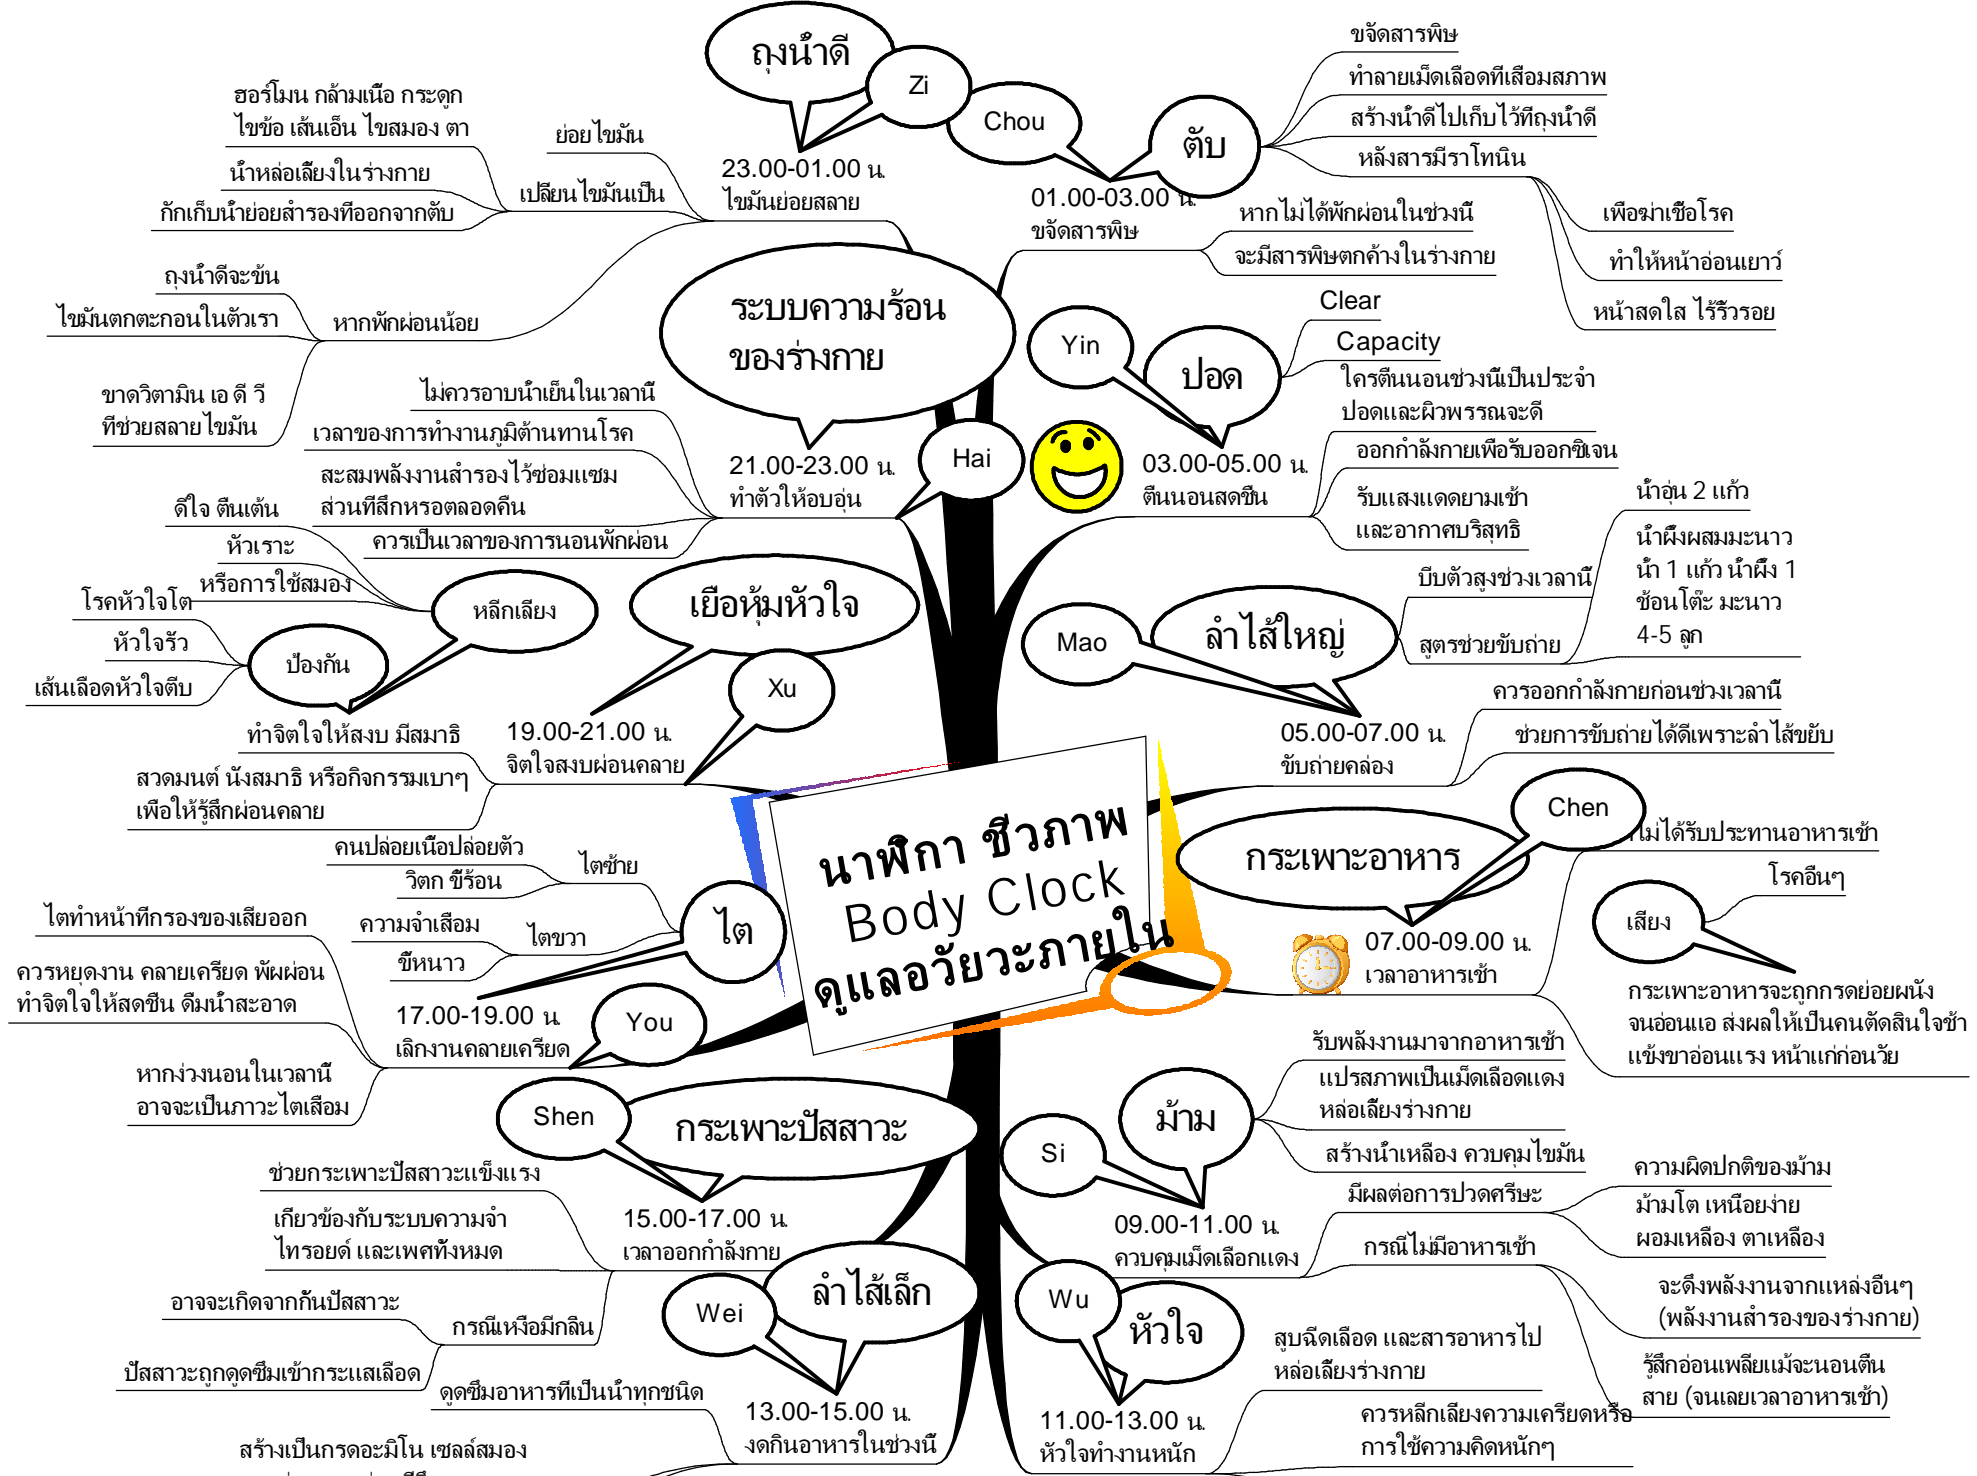 นาฬิกา ชีวภาพ
Body Clock
ดูแลอวัยวะภายใน
ถุงน้ำดี
Zi
23.00-01.00 น.
ไขมันย่อยสลาย
ย่อยไขมัน
เปลี่ยนไขมันเป็น
ฮอร์โมน กล้ามเนื้อ กระดูก
ไขข้อ เส้นเอ็น ไขสมอง ตา
น้ำหล่อเลี้ยงในร่างกาย
กักเก็บน้ำย่อยสำรองที่ออกจากตับ
หากพักผ่อนน้อย
ถุงน้ำดีจะข้น
ไขมันตกตะกอนในตัวเรา
ขาดวิตามิน เอ ดี วี
ที่ช่วยสลายไขมัน
Chou
ตับ
01.00-03.00 น.
ขจัดสารพิษ
ขจัดสารพิษ
ทำลายเม็ดเลือดที่เสื่อมสภาพ
สร้างน้ำดีไปเก็บไว้ที่ถุงน้ำดี
หลั่งสารมีราโทนิน
เพื่อฆ่าเชื้อโรค
ทำให้หน้าอ่อนเยาว์
หน้าสดใส ไร้ริ้วรอย
หากไม่ได้พักผ่อนในช่วงนี้
จะมีสารพิษตกค้างในร่างกาย
Yin
ปอด
Clear
Capacity
03.00-05.00 น.
ตื่นนอนสดชื่น
ใครตื่นนอนช่วงนี้เป็นประจำ
ปอดและผิวพรรณจะดี
ออกกำลังกายเพื่อรับออกซิเจน
รับแสงแดดยามเช้า
และอากาศบริสุทธิ์
Mao
ลำไส้ใหญ่
บีบตัวสูงช่วงเวลานี้
สูตรช่วยขับถ่าย
น้ำอุ่น 2 แก้ว
น้ำผึ้งผสมมะนาว
น้ำ 1 แก้ว น้ำผึ้ง 1
ช้อนโต๊ะ มะนาว
4-5 ลูก
05.00-07.00 น.
ขับถ่ายคล่อง
ควรออกกำลังกายก่อนช่วงเวลานี้
ช่วยการขับถ่ายได้ดีเพราะลำไส้ขยับ
กระเพาะอาหาร
Chen
07.00-09.00 น.
เวลาอาหารเช้า
ไม่ได้รับประทานอาหารเช้า
เสี่ยง
โรคอื่นๆ
กระเพาะอาหารจะถูกกรดย่อยผนัง
จนอ่อนแอ ส่งผลให้เป็นคนตัดสินใจช้า
แข้งขาอ่อนแรง หน้าแก่ก่อนวัย
Si
ม้าม
รับพลังงานมาจากอาหารเช้า
แปรสภาพเป็นเม็ดเลือดแดง
หล่อเลี้ยงร่างกาย
สร้างน้ำเหลือง ควบคุมไขมัน
09.00-11.00 น.
ควบคุมเม็ดเลือกแดง
มีผลต่อการปวดศรีษะ
ความผิดปกติของม้าม
ม้ามโต เหนื่อยง่าย
ผอมเหลือง ตาเหลือง
กรณีไม่มีอาหารเช้า
จะดึงพลังงานจากแหล่งอื่นๆ
(พลังงานสำรองของร่างกาย)
รู้สึกอ่อนเพลียแม้จะนอนตื่น
สาย (จนเลยเวลาอาหารเช้า)
Wu
หัวใจ
11.00-13.00 น.
หัวใจทำงานหนัก
สูบฉีดเลือด และสารอาหารไป
หล่อเลี้ยงร่างกาย
ควรหลีกเลี่ยงความเครียดหรือ
การใช้ความคิดหนักๆ
Wei
ลำไส้เล็ก
13.00-15.00 น.
งดกินอาหารในช่วงนี้
ดูดซึมอาหารที่เป็นน้ำทุกชนิด
สร้างเป็นกรดอะมิโน เซลล์สมอง
Shen
กระเพาะปัสสาวะ
15.00-17.00 น.
เวลาออกกำลังกาย
ช่วยกระเพาะปัสสาวะแข็งแรง
เกี่ยวข้องกับระบบความจำ
ไทรอยด์ และเพศทั้งหมด
กรณีเหงื่อมีกลิ่น
อาจจะเกิดจากกั้นปัสสาวะ
ปัสสาวะถูกดูดซึมเข้ากระแสเลือด
ไต
You
17.00-19.00 น.
เลิกงานคลายเครียด
ไตซ้าย
คนปล่อยเนื้อปล่อยตัว
วิตก ขี้ร้อน
ไตขวา
ความจำเสื่อม
ขี้หนาว
ไตทำหน้าที่กรองของเสียออก
ควรหยุดงาน คลายเครียด พัผผ่อน
ทำจิตใจให้สดชื่น ดื่มน้ำสะอาด
หากง่วงนอนในเวลานี้
อาจจะเป็นภาวะไตเสื่อม
เยื่อหุ้มหัวใจ
Xu
19.00-21.00 น.
จิตใจสงบผ่อนคลาย
หลีกเลี่ยง
ดีใจ ตื่นเต้น
หัวเราะ
หรือการใช้สมอง
ป้องกัน
โรคหัวใจโต
หัวใจรั่ว
เส้นเลือดหัวใจตีบ
ทำจิตใจให้สงบ มีสมาธิ
สวดมนต์ นั่งสมาธิ หรือกิจกรรมเบาๆ
เพื่อให้รู้สึกผ่อนคลาย
ระบบความร้อน
ของร่างกาย
Hai
21.00-23.00 น.
ทำตัวให้อบอุ่น
ไม่ควรอาบน้ำเย็นในเวลานี้
เวลาของการทำงานภูมิต้านทานโรค
สะสมพลังงานสำรองไว้ซ่อมแซม
ส่วนที่สึกหรอตลอดคืน
ควรเป็นเวลาของการนอนพักผ่อน